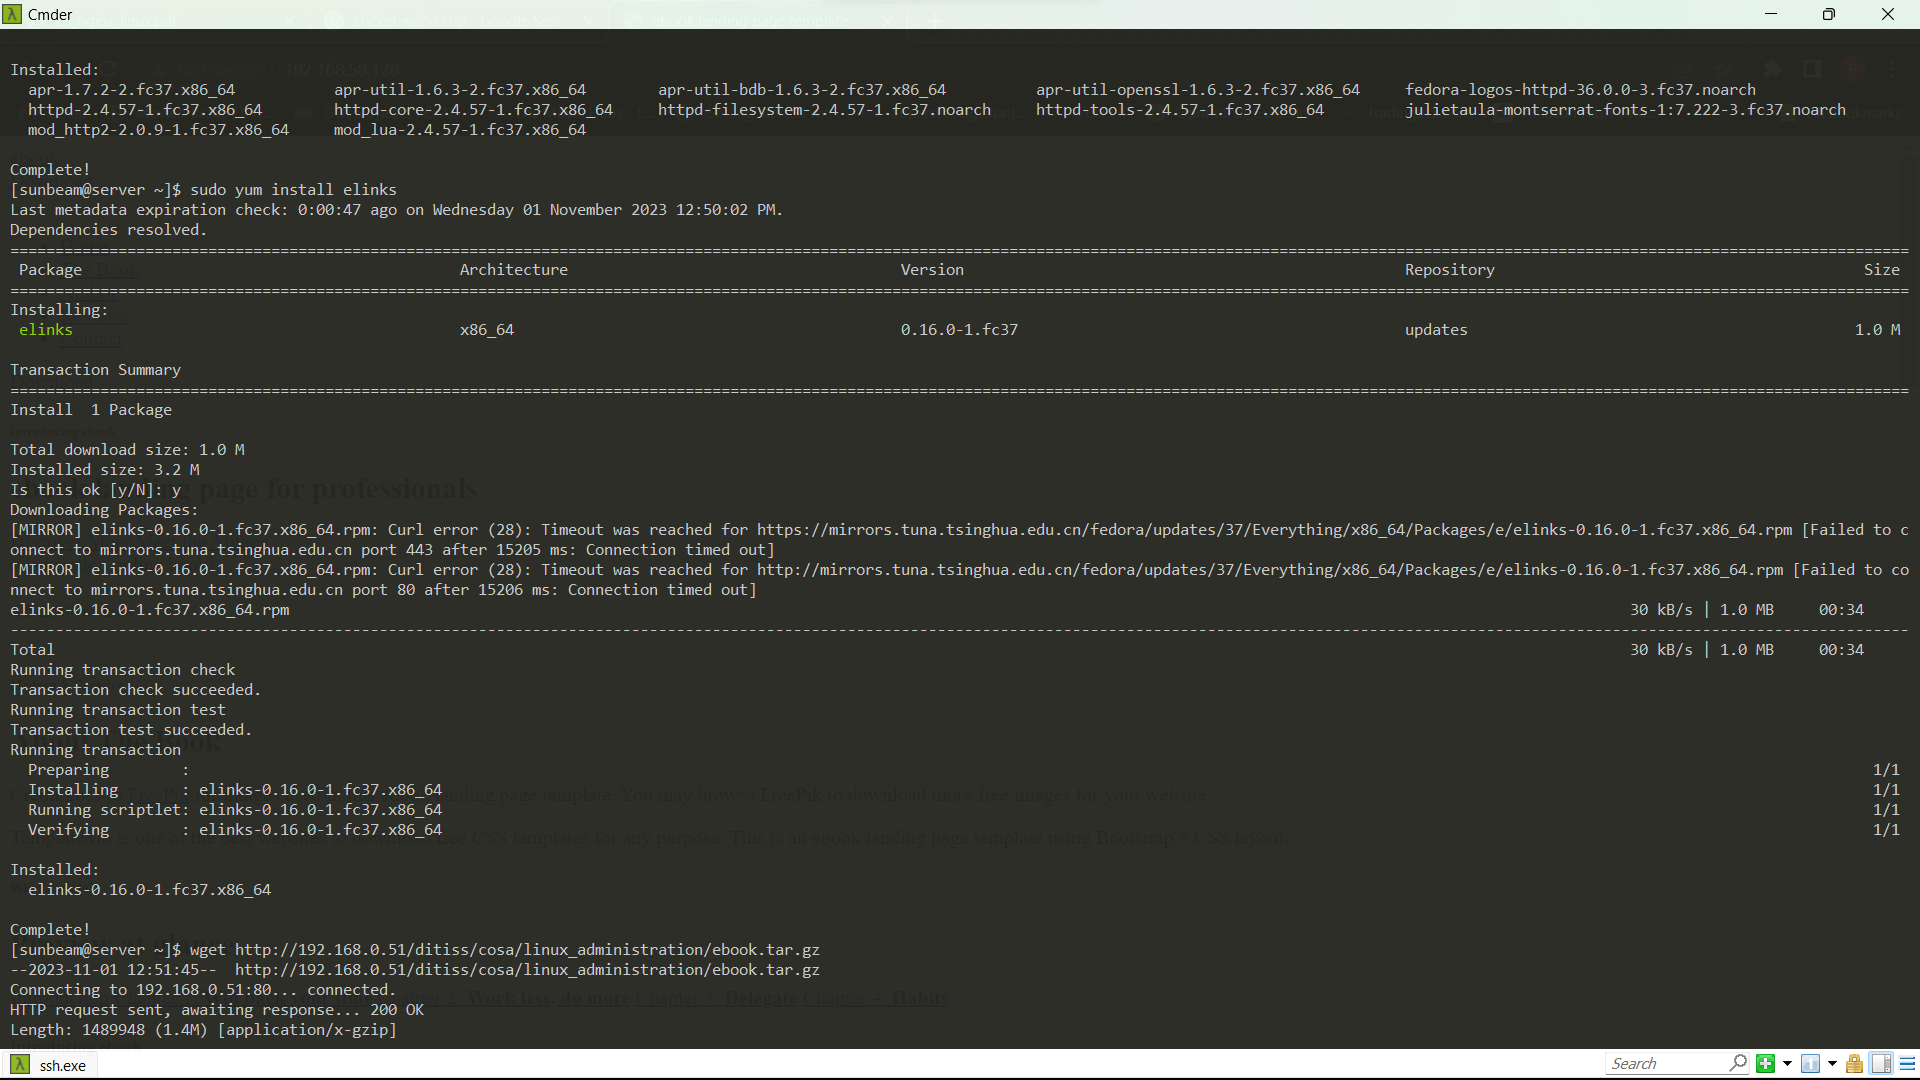 Cmder
Installed:
apr-1.7.2-2.fc37.x86_64 apr-util-1.6.3-2.fc37.x86_64 apr-util-bdb-1.6.3-2.fc37.x86_64 apr-util-openssl-1.6.3-2.fc37.x86_64 fedora-logos-httpd-36.0.0-3.fc37.noarch
httpd-2.4.57-1.fc37.x86_64 httpd-core-2.4.57-1.fc37.x86_64 httpd-filesystem-2.4.57-1.fc37.noarch httpd-tools-2.4.57-1.fc37.x86_64 julietaula-montserrat-fonts-1:7.222-3.fc37.noarch
mod_http2-2.0.9-1.fc37.x86_64 mod_lua-2.4.57-1.fc37.x86_64
Complete!
[sunbeam@server ~]$ sudo yum install elinks
Last metadata expiration check: 0:00:47 ago on Wednesday 01 November 2023 12:50:02 PM.
Dependencies resolved.
Package Architecture Version Repository Size
Installing:
elinks x86_64 0.16.0-1.fc37 updates 1.0 M
Transaction Summary
Install 1 Package
Total download size: 1.0 M
Installed size: 3.2 M
Is this ok [y/N]: y
page for professionals
Downloading Packages:
[MIRROR] elinks-0.16.0-1.fc37.x86_64.rpm: Curl error (28): Timeout was reached for https://mirrors.tuna.tsinghua.edu.cn/fedora/updates/37/Everything/x86_64/Packages/e/elinks-0.16.0-1.fc37.x86_64.rpm [Failed to c
onnect to mirrors.tuna.tsinghua.edu.cn port 443 after 15205 ms: Connection timed out]
[MIRROR] elinks-0.16.0-1.fc37.x86_64.rpm: Curl error (28): Timeout was reached for http://mirrors.tuna.tsinghua.edu.cn/fedora/updates/37/Everything/x86_64/Packages/e/elinks-0.16.0-1.fc37.x86_64.rpm [Failed to co
nnect to mirrors.tuna.tsinghua.edu.cn port 80 after 15206 ms: Connection timed out]
elinks-0.16.0-1.fc37.x86_64.rpm 30 kB/s | 1.0 MB 00:34
Total 30 kB/s | 1.0 MB 00:34
Running transaction check
Transaction check succeeded.
Running transaction test
Transaction test succeeded.
Running transaction
Preparing : 1/1
Installing : elinks-0.16.0-1.fc37.x86_64 1/1
Running scriptlet: elinks-0.16.0-1.fc37.x86_64 1/1
Verifying : elinks-0.16.0-1.fc37.x86_64 1/1
Installed:
elinks-0.16.0-1.fc37.x86_64
Complete!
[sunbeam@server ~]$ wget http://192.168.0.51/ditiss/cosa/linux_administration/ebook.tar.gz
--2023-11-01 12:51:45-- http://192.168.0.51/ditiss/cosa/linux_administration/ebook.tar.gz
Connecting to 192.168.0.51:80... connected.
HTTP request sent, awaiting response... 200 OK
Length: 1489948 (1.4M) [application/x-gzip]
ssh.exe
Search